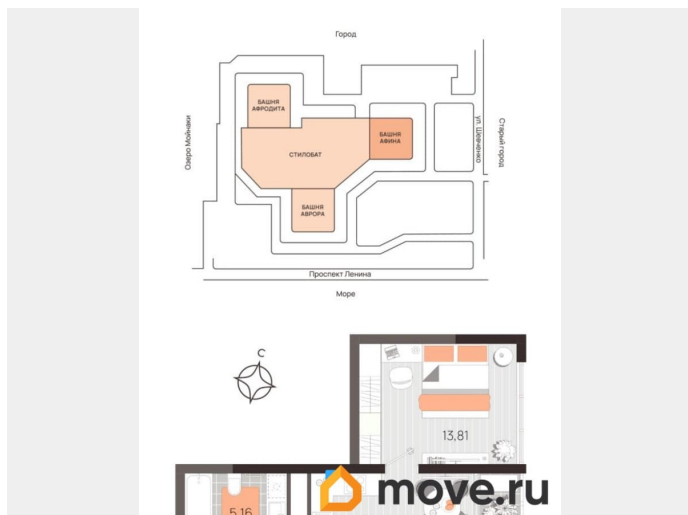 Город
Озеро Мойнаки
БАШНЯ
АФРОДИТА
СТИЛОБАТ
БАШНЯ
АФИНА
ул. Шевченко
Старый город
БАШНЯ
АВРОРА
Проспект Ленина
Море
С
13,81
5,16
move.ru